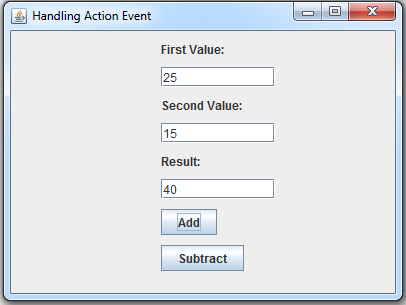 Handling Action Event
First Value:
25
Second Value:
15
Result:
40
Add
Subtract